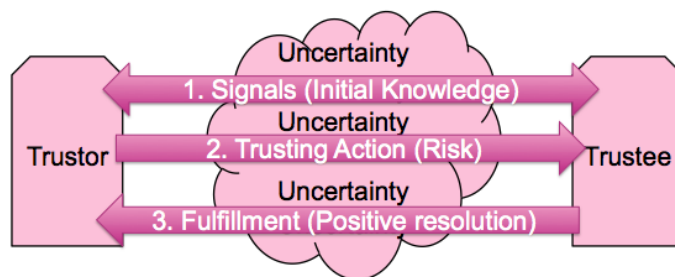 Uncertainty
1. Signals (Initial Knowledge)
Uncertainty
Trustor
2. Trusting Action (Risk)
Trustee
Uncertainty
3. Fulfillment (Positive resolution)